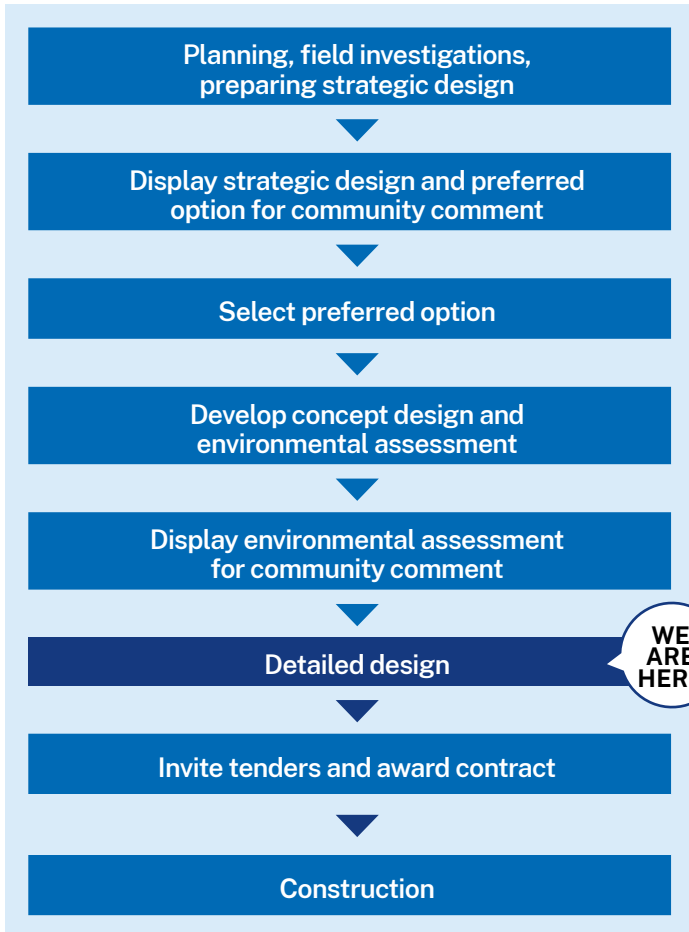 Planning, field investigations,
preparing strategic design
Display strategic design and preferred
option for community comment
Select preferred option
Develop concept design and
environmental assessment
Display environmental assessment
for community comment
WE
ARE
HER
Detailed design
Invite tenders and award contract
Construction